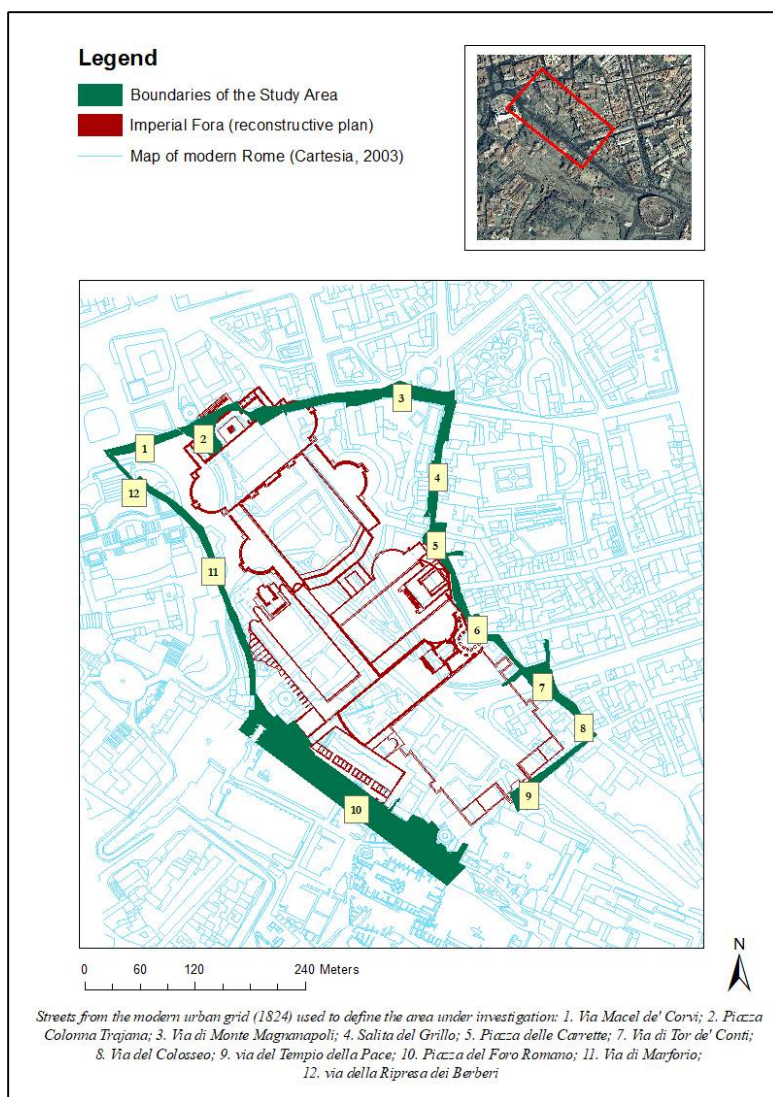 Legend
Boundaries of the Study Area
Imperial Fora (reconstructive plan)
Map of modern Rome (Cartesia, 2003)
1
2
3
4
5
6
7
8
9
10
11
12
0 60 120 240 Meters
N
Streets from the modern urban grid (1824) used to define the area under investigation: 1. Via Macel de' Corvi; 2. Piazza
Colonna Trajana; 3. Via di Monte Magnanapoli; 4. Salita del Grillo; 5. Piazza delle Carrette; 7. Via di Tor de' Conti;
8. Via del Colosseo; 9. via del Tempio della Pace; 10. Piazza del Foro Romano; 11. Via di Marforio;
12. via della Ripresa dei Berberi